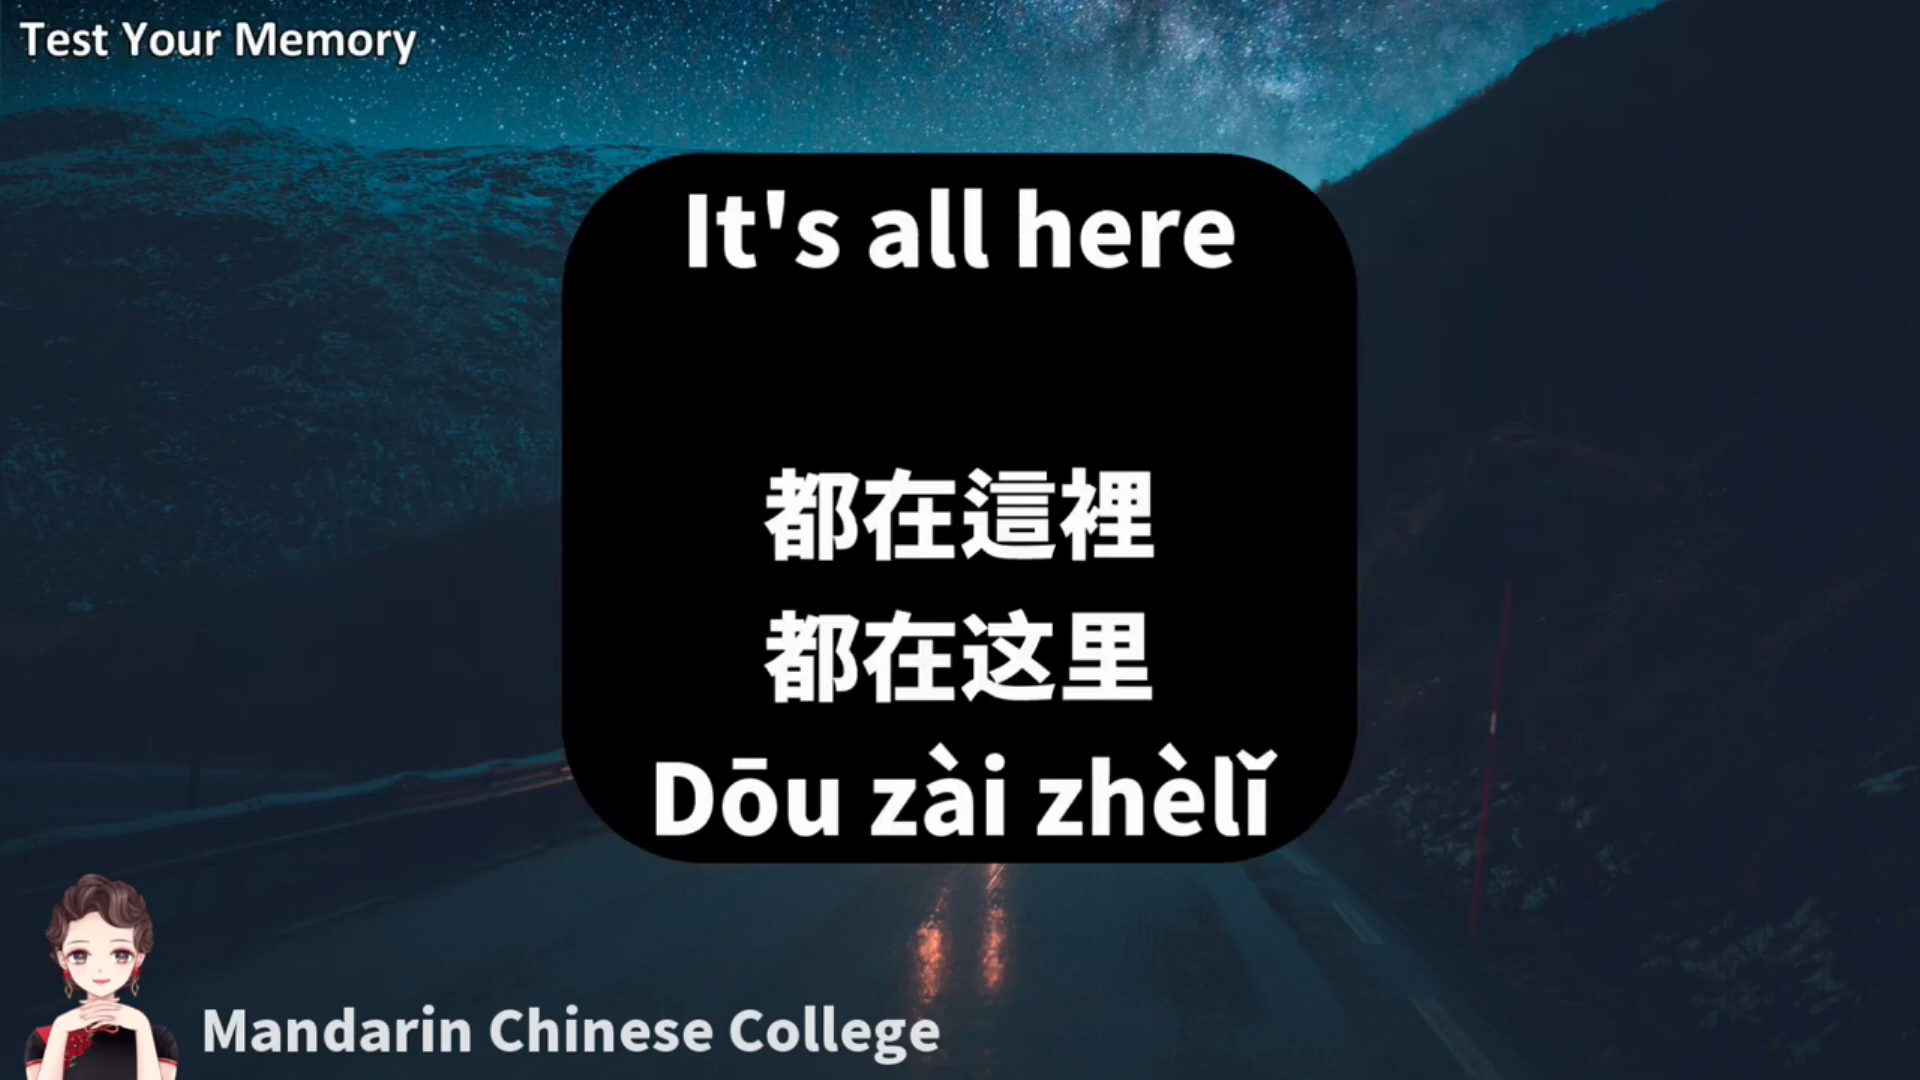 Test Your Memory
It's all here
都在這裡
都在这里
Dōu zài zhèlǐ
Mandarin Chinese College